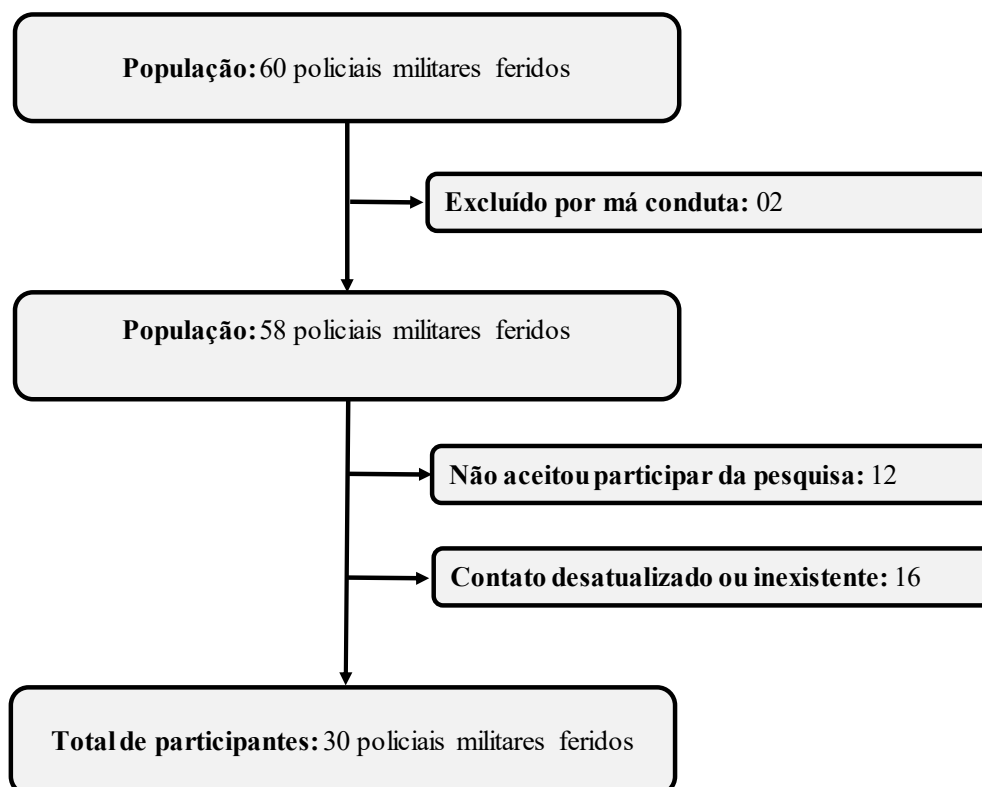 População: 60 policiais militares feridos
Excluído por má conduta: 02
População: 58 policiais militares feridos
Não aceitou participar da pesquisa: 12
Contato desatualizado ou inexistente: 16
Total de participantes: 30 policiais militares feridos